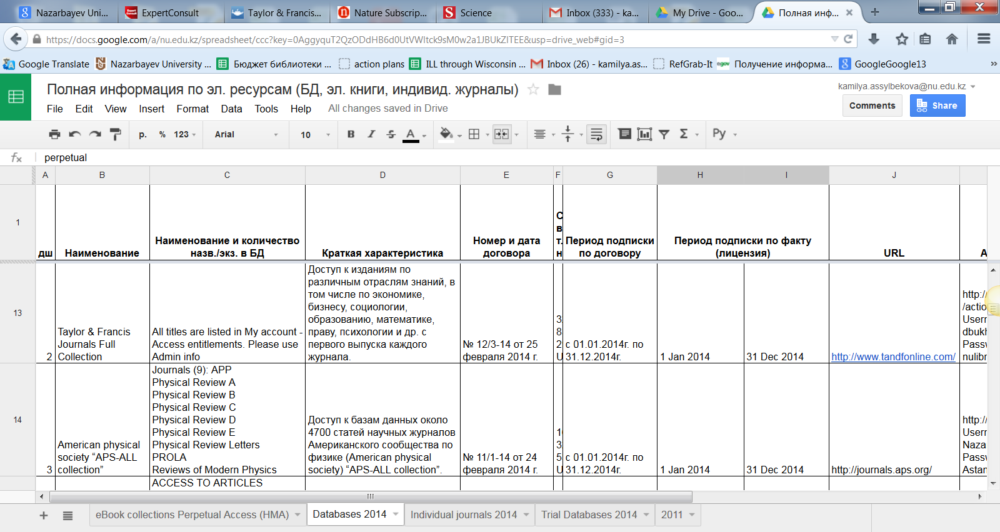 Nazarbayev Uni...
ExpertConsult
Taylor & Francis...
Nature Subscrip...
Science
Inbox (333) - ka...
My Drive - Goo...
Полная инф...
https://docs.google.com/a/nu.edu.kz/spreadsheet/ccc?key=0AggyquT2QzODdHB6d0UtVWltck9sM0w2a1JBUkZITEE&usp=drive_web#gid=3
Google Translate
Nazarbayev University ...
Бюджет библиотеки ...
action plans
ILL through Wisconsin ...
Inbox (26) - kamilya.as...
RefGrab-It
egov Получение информа...
GoogleGoogle13
Полная информация по эл. ресурсам (БД, эл. книги, индивид. журналы)
kamilya.assylbekova@nu.edu.kz
File Edit View Insert Format Data Tools Help All changes saved in Drive
Comments
Share
р. % 123 Arial 10 B I S A Σ Ру
fx perpetual
A B C D E F G H I J
1
дш
Наименование
Наименование и количество
назв./экз. в БД
Краткая характеристика
Номер и дата
договора
С
в
т.
н
Период подписки
по договору
Период подписки по факту
(лицензия)
URL
A
13
2
Taylor & Francis
Journals Full
Collection
All titles are listed in My account -
Access entitlements. Please use
Admin info
Доступ к изданиям по
различным отраслям знаний, в
том числе по экономике,
бизнесу, социологии,
образованию, математике,
праву, психологии и др. с
первого выпуска каждого
журнала.
№ 12/3-14 от 25
февраля 2014 г.
3
8
2
U
с 01.01.2014г. по
31.12.2014г.
1 Jan 2014
31 Dec 2014
http://www.tandfonline.com/
http://
/actio
Usern
dbukh
Passw
nulibr
14
3
American physical
society “APS-ALL
collection”
Journals (9): APP
Physical Review A
Physical Review B
Physical Review C
Physical Review D
Physical Review E
Physical Review Letters
PROLA
Reviews of Modern Physics
Доступ к базам данных около
4700 статей научных журналов
Американского сообщества по
физике (American physical
society) “APS-ALL collection”.
№ 11/1-14 от 24
февраля 2014 г.
1
3
5
U
с 01.01.2014г. по
31.12.2014г.
1 Jan 2014
31 Dec 2014
http://journals.aps.org/
http://
Usern
Naza
Passw
Astan
ACCESS TO ARTICLES
eBook collections Perpetual Access (HMA)
Databases 2014
Individual journals 2014
Trial Databases 2014
2011